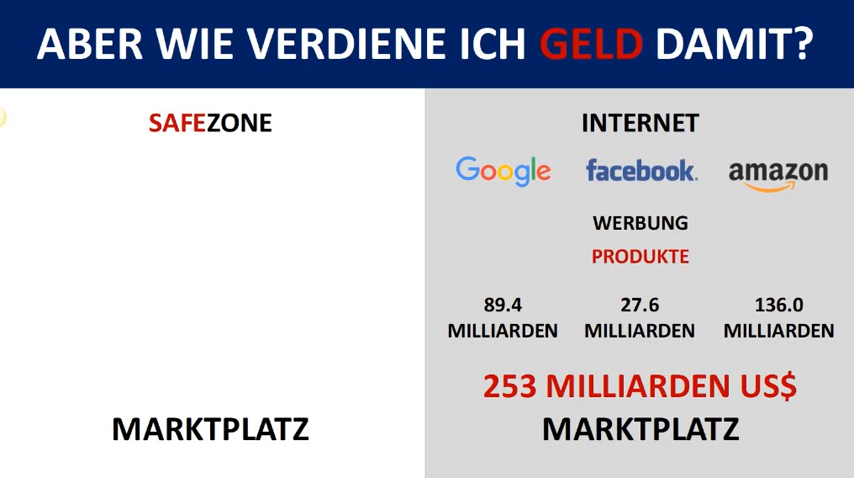 ABER WIE VERDIENE ICH GELD DAMIT?
SAFEZONE
MARKTPLATZ
INTERNET
Google facebook. amazon
WERBUNG
PRODUKTE
89.4 27.6 136.0
MILLIARDEN MILLIARDEN MILLIARDEN
253 MILLIARDEN US$
MARKTPLATZ